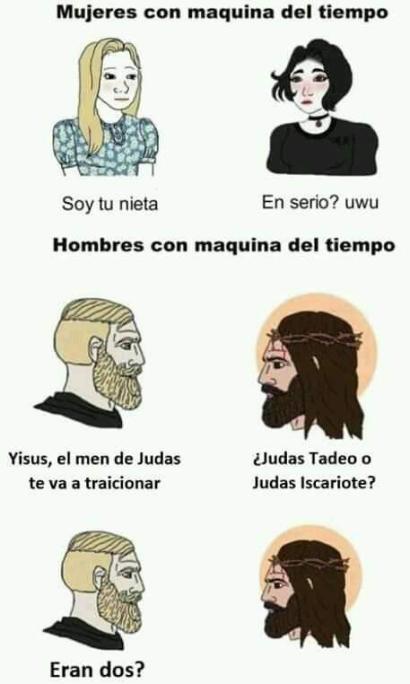 Mujeres con maquina del tiempo
Soy tu nieta
En serio? uwu
Hombres con maquina del tiempo
Yisus, el men de Judas
te va a traicionar
¿Judas Tadeo o
Judas Iscariote?
Eran dos?